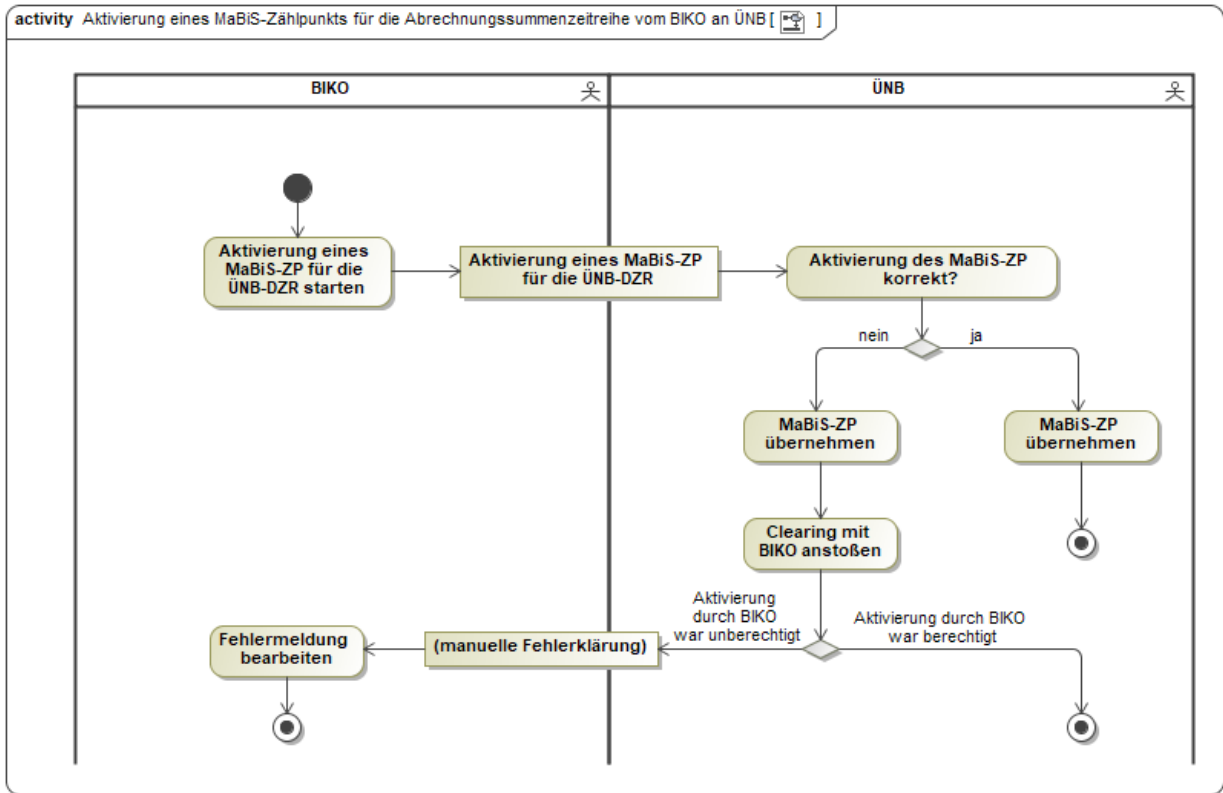 activity Aktivierung eines MaBiS-Zählpunkts für die Abrechnungssummenzeitreihe vom BIKO an ÜNB [ ]
BIKO
ÜNB
Aktivierung eines
MaBiS-ZP für die
ÜNB-DZR starten
Aktivierung eines MaBiS-ZP
für die ÜNB-DZR
Aktivierung des MaBiS-ZP
korrekt?
nein
ja
MaBiS-ZP
übernehmen
MaBiS-ZP
übernehmen
Clearing mit
BIKO anstoßen
Aktivierung
durch BIKO
war unberechtigt
Aktivierung durch BIKO
war berechtigt
Fehlermeldung
bearbeiten
(manuelle Fehlerklärung)